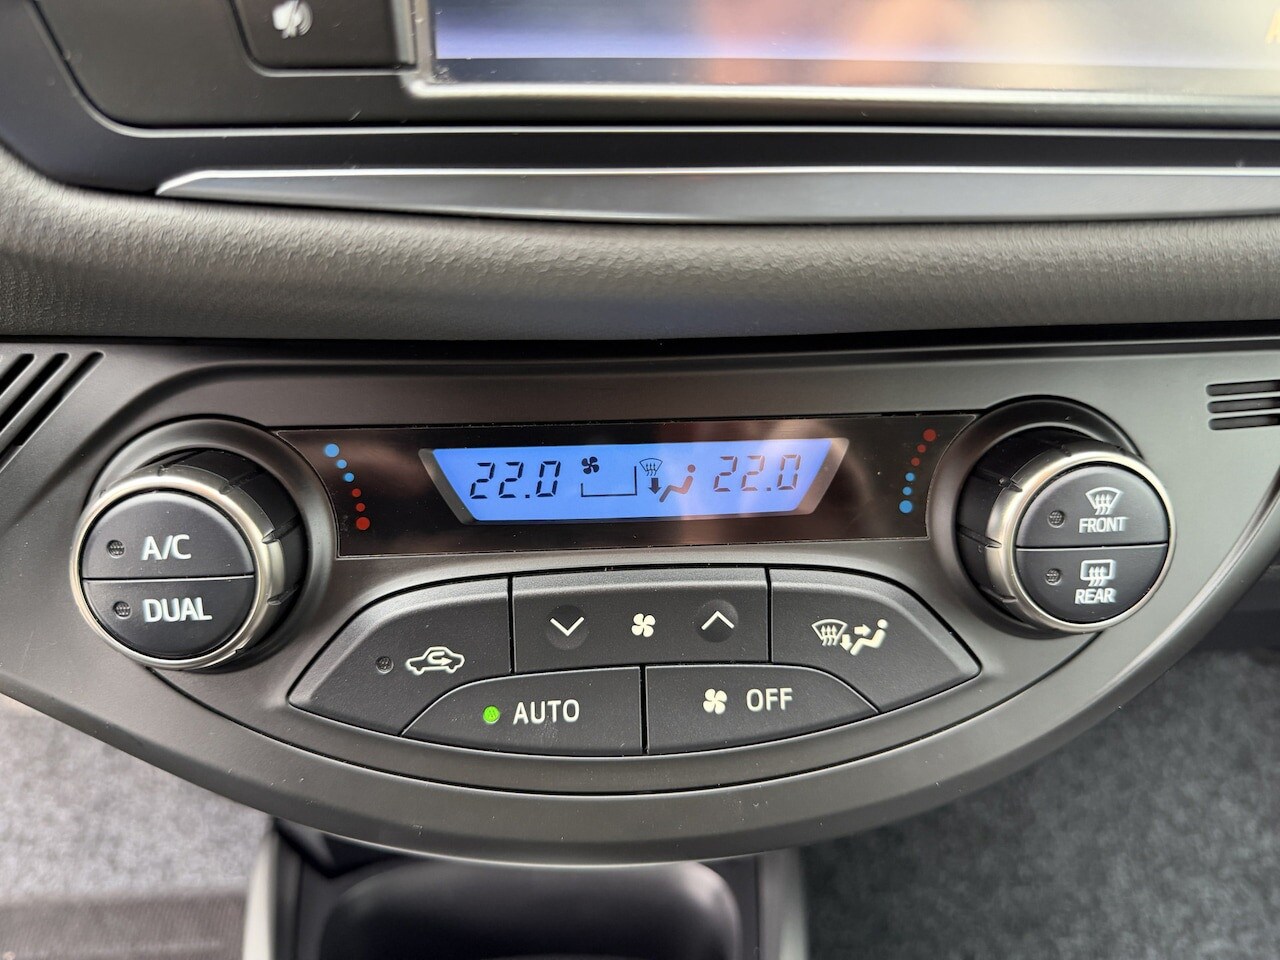 22.0 22.0
A/C
DUAL
FRONT
REAR
AUTO
OFF